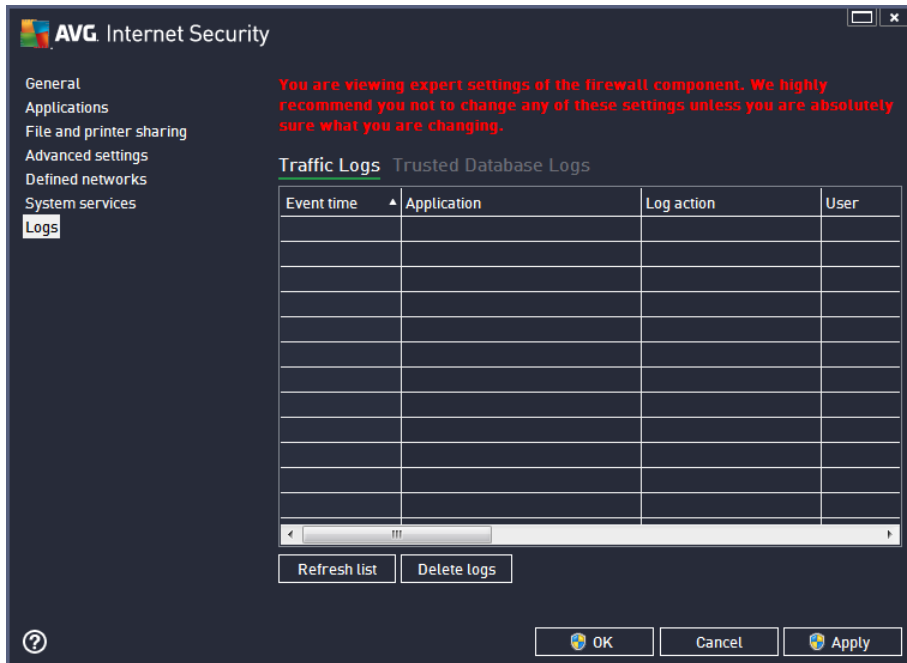 AVG. Internet Security
General
Applications
File and printer sharing
Advanced settings
Defined networks
System services
Logs
You are viewing expert settings of the firewall component. We highly
recommend you not to change any of these settings unless you are absolutely
sure what you are changing.
Traffic Logs Trusted Database Logs
Event time Application Log action User
Refresh list Delete logs
OK Cancel Apply